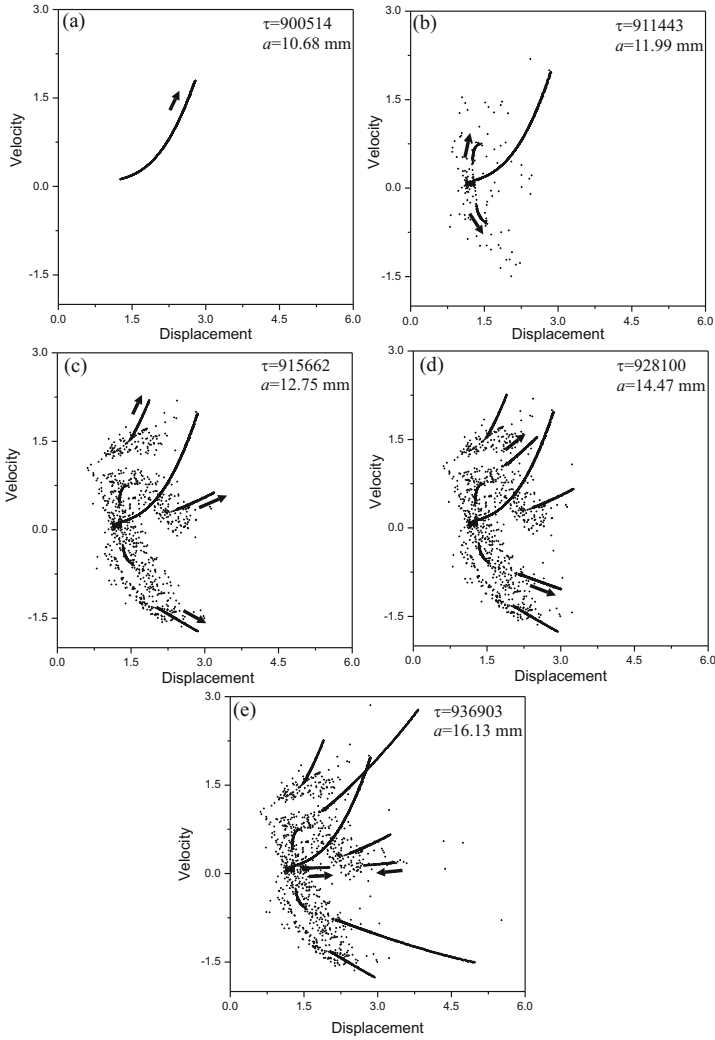 (a)
τ=900514
a=10.68 mm
3.0
1.5
0.0
-1.5
Velocity
0.0
1.5
3.0
4.5
6.0
Displacement
(b)
τ=911443
a=11.99 mm
3.0
1.5
0.0
-1.5
Velocity
0.0
1.5
3.0
4.5
6.0
Displacement
(c)
τ=915662
a=12.75 mm
3.0
1.5
0.0
-1.5
Velocity
0.0
1.5
3.0
4.5
6.0
Displacement
(d)
τ=928100
a=14.47 mm
3.0
1.5
0.0
-1.5
Velocity
0.0
1.5
3.0
4.5
6.0
Displacement
(e)
τ=936903
a=16.13 mm
3.0
1.5
0.0
-1.5
Velocity
0.0
1.5
3.0
4.5
6.0
Displacement